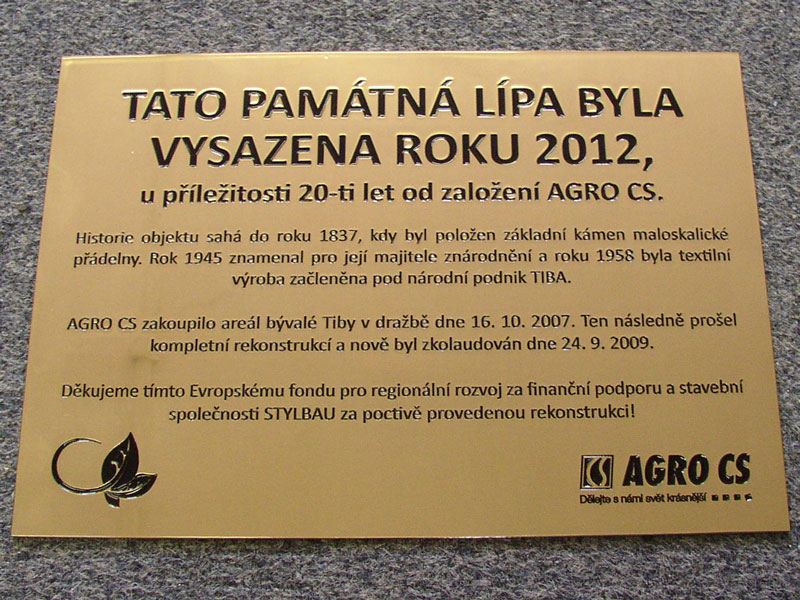 TATO PAMÁTNÁ LÍPA BYLA
VYSAZENA ROKU 2012,
u příležitosti 20-ti let od založení AGRO CS.
Historie objektu sahá do roku 1837, kdy byl položen základní kámen maloskalické
přádelny. Rok 1945 znamenal pro její majitele znárodnění a roku 1958 byla textilní
výroba začleněna pod národní podnik TIBA.
AGRO CS zakoupilo areál bývalé Tiby v dražbě dne 16. 10. 2007. Ten následně prošel
kompletní rekonstrukcí a nově byl zkolaudován dne 24. 9. 2009.
Děkujeme tímto Evropskému fondu pro regionální rozvoj za finanční podporu a stavební
společnosti STYLBAU za poctivě provedenou rekonstrukci!
AGRO CS
Dělejte s námi svět krásnější